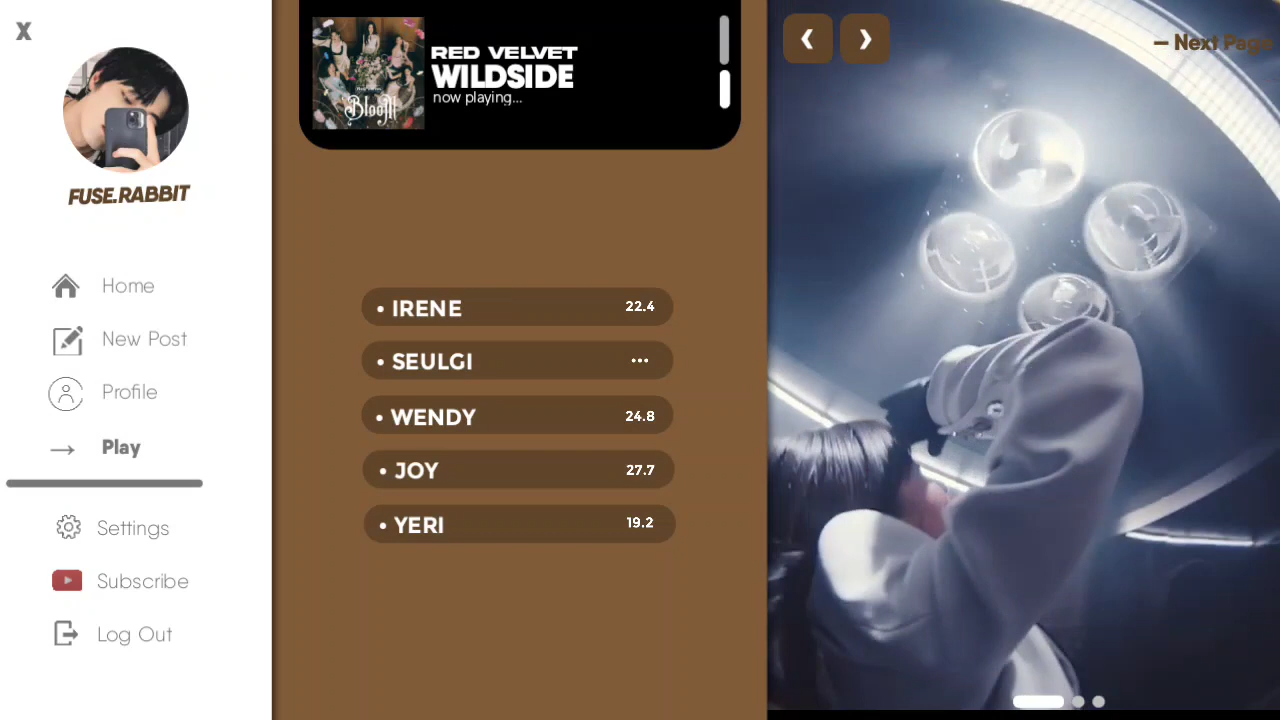 X
FUSE.RABBIT
Home
New Post
Profile
Play
Settings
Subscribe
Log Out
RED VELVET
WILDSIDE
now playing...
Bloom
• IRENE 22.4
• SEULGI ...
• WENDY 24.8
• JOY 27.7
• YERI 19.2
— Next Page